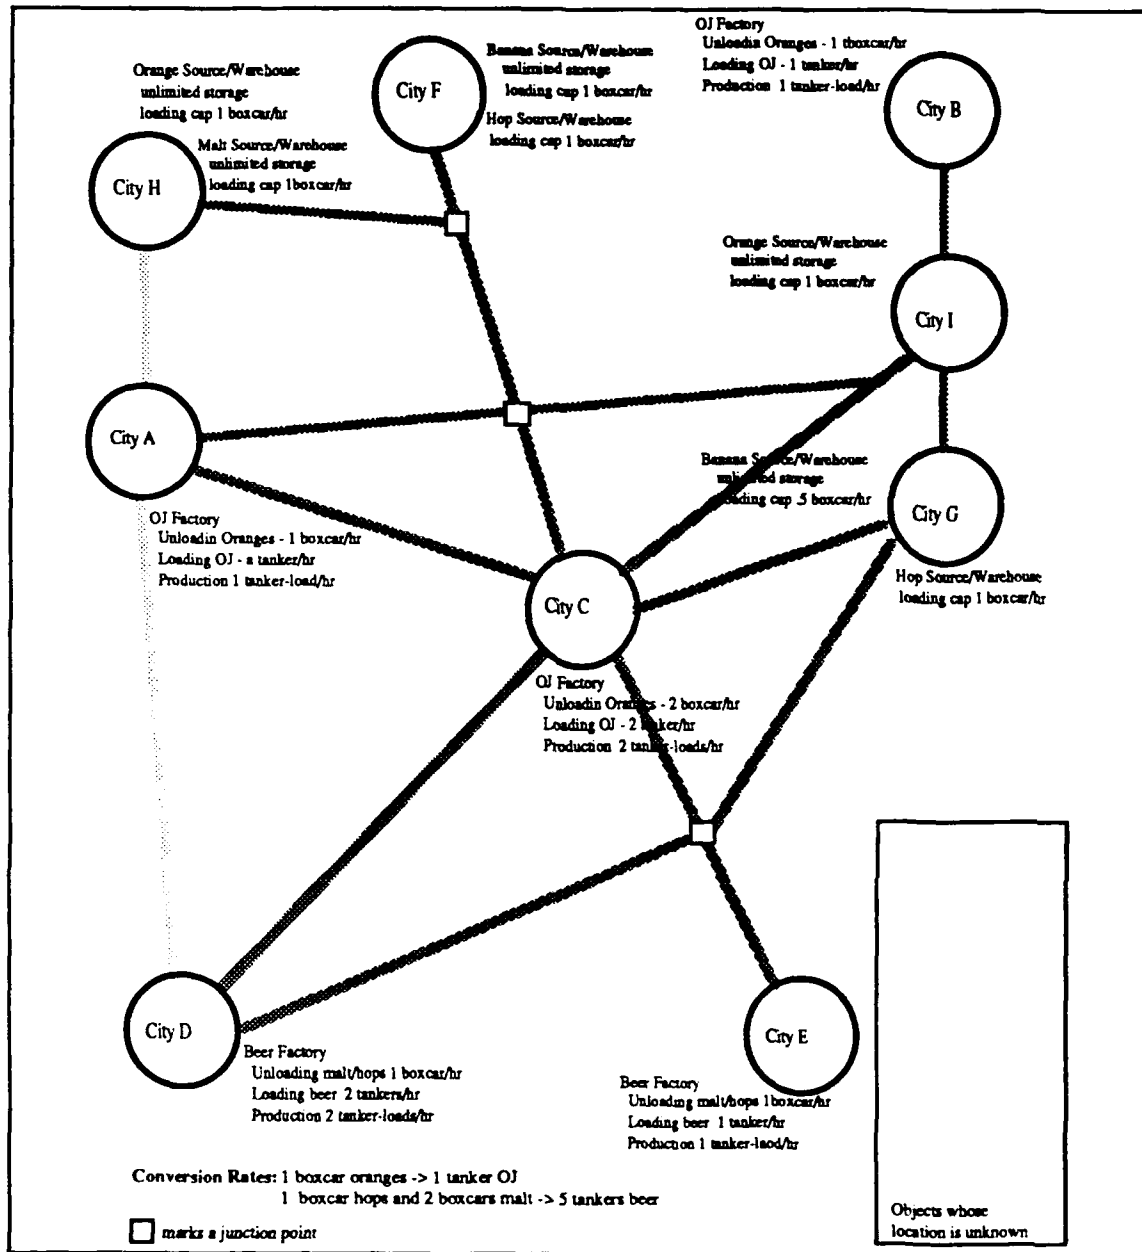 OJ Factory
Unloadin Oranges - 1 tboxcar/hr
Loading OJ - 1 tanker/hr
Production 1 tanker-load/hr
City B
Banana Source/Warehouse
unlimited storage
loading cap 1 boxcar/hr
Hop Source/Warehouse
loading cap 1 boxcar/hr
City F
Orange Source/Warehouse
unlimited storage
loading cap 1 boxcar/hr
Malt Source/Warehouse
unlimited storage
loading cap 1boxcar/hr
City H
Orange Source/Warehouse
unlimited storage
loading cap 1 boxcar/hr
City I
City A
OJ Factory
Unloadin Oranges - 1 boxcar/hr
Loading OJ - a tanker/hr
Production 1 tanker-load/hr
Banana Source/Warehouse
unlimited storage
loading cap .5 boxcar/hr
City G
Hop Source/Warehouse
loading cap 1 boxcar/hr
City C
OJ Factory
Unloadin Oranges - 2 boxcar/hr
Loading OJ - 2 tanker/hr
Production 2 tanker-loads/hr
City D
Beer Factory
Unloading malt/hops 1 boxcar/hr
Loading beer 2 tankers/hr
Production 2 tanker-loads/hr
City E
Beer Factory
Unloading malt/hops 1boxcar/hr
Loading beer 1 tanker/hr
Production 1 tanker-laod/hr
Conversion Rates: 1 boxcar oranges -> 1 tanker OJ
1 boxcar hops and 2 boxcars malt -> 5 tankers beer
marks a junction point
Objects whose
location is unknown